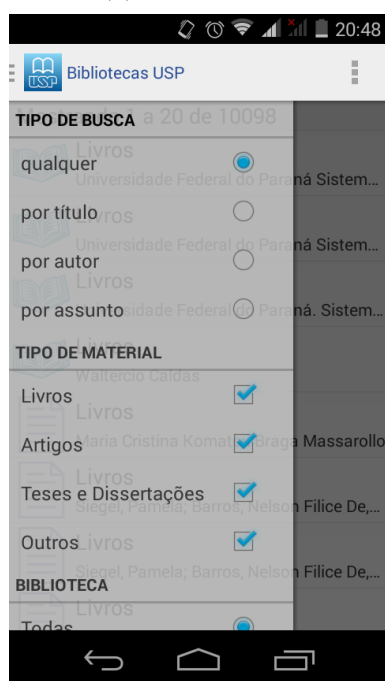 20:48
USP
Bibliotecas USP
Mostrando 1 a 20 de 10098
TIPO DE BUSCA
Livros
qualquer
Universidade Federal do Paraná Sistem...
Livros
por título
Universidade Federal do Paraná Sistem...
por autor
Livros
por assunto
Universidade Federal do Paraná. Sistem...
Livros
TIPO DE MATERIAL
Waltercio Caldas
Livros
Livros
Artigos
Maria Cristina Komatsu Braga Massarollo
Livros
Teses e Dissertações
Siegel, Pamela; Barros, Nelson Filice De,...
Outros
Livros
Siegel, Pamela; Barros, Nelson Filice De,...
BIBLIOTECA
Livros
Todas